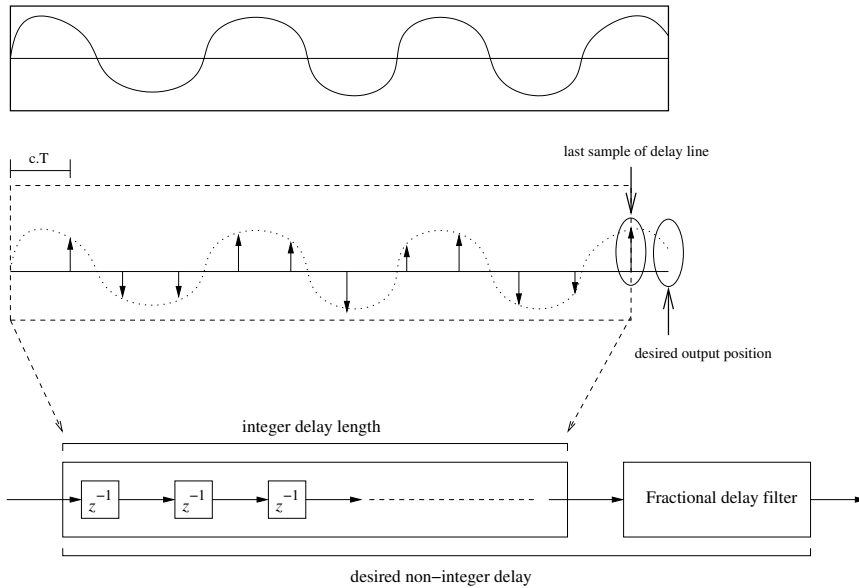 last sample of delay line
c.T
desired output position
integer delay length
z⁻¹ z⁻¹ z⁻¹
Fractional delay filter
desired non−integer delay